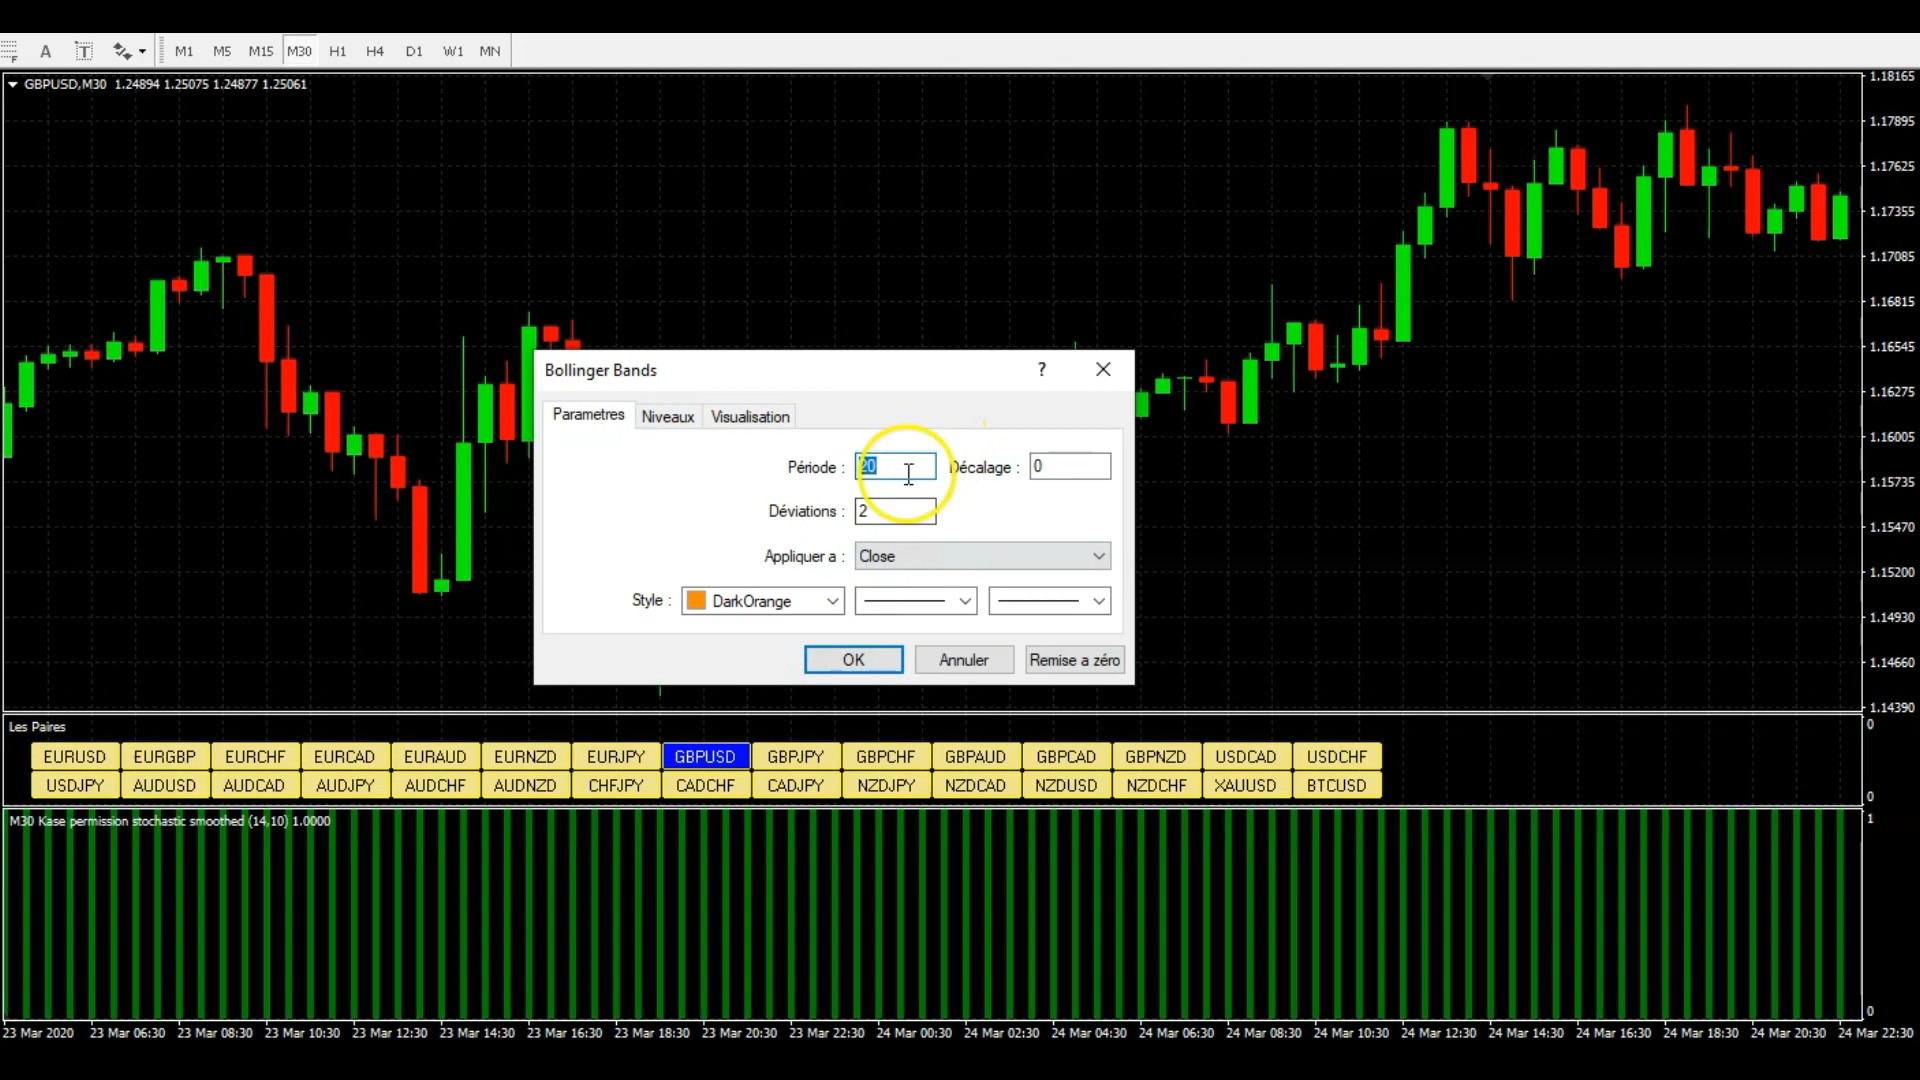 A T M1 M5 M15 M30 H1 H4 D1 W1 MN
GBPUSD,M30 1.24894 1.25075 1.24877 1.25061
1.18165
1.17895
1.17625
1.17355
1.17085
1.16815
1.16545
1.16275
1.16005
1.15735
1.15470
1.15200
1.14930
1.14660
1.14390
Bollinger Bands ?
Parametres Niveaux Visualisation
Période : 20 Décalage : 0
Déviations : 2
Appliquer a : Close
Style : DarkOrange
OK Annuler Remise a zéro
Les Paires
0
EURUSD EURGBP EURCHF EURCAD EURAUD EURNZD EURJPY GBPUSD GBPJPY GBPCHF GBPAUD GBPCAD GBPNZD USDCAD USDCHF
USDJPY AUDUSD AUDCAD AUDJPY AUDCHF AUDNZD CHFJPY CADCHF CADJPY NZDJPY NZDCAD NZDUSD NZDCHF XAUUSD BTCUSD
0
M30 Kase permission stochastic smoothed (14,10) 1.0000
1
0
23 Mar 2020 23 Mar 06:30 23 Mar 08:30 23 Mar 10:30 23 Mar 12:30 23 Mar 14:30 23 Mar 16:30 23 Mar 18:30 23 Mar 20:30 23 Mar 22:30 24 Mar 00:30 24 Mar 02:30 24 Mar 04:30 24 Mar 06:30 24 Mar 08:30 24 Mar 10:30 24 Mar 12:30 24 Mar 14:30 24 Mar 16:30 24 Mar 18:30 24 Mar 20:30 24 Mar 22:30